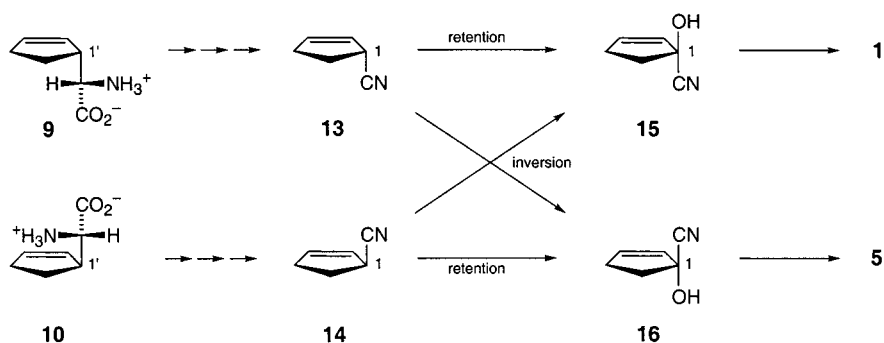 1'
H NH3+
CO2−
9
1
CN
13
retention
OH
1
CN
15
1
inversion
CO2−
+H3N H
1'
10
CN
1
14
retention
CN
1
OH
16
5